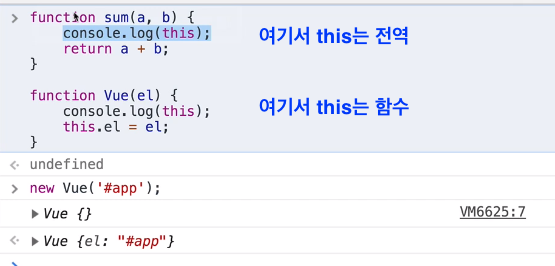 function sum(a, b) {
console.log(this);
여기서 this는 전역
return a + b;
}
function Vue(el) {
console.log(this);
여기서 this는 함수
this.el = el;
}
undefined
new Vue('#app');
Vue {}
VM6625:7
Vue {el: "#app"}